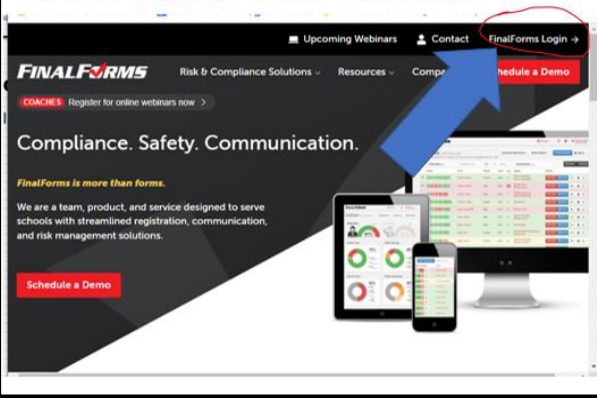 Upcoming Webinars Contact FinalForms Login →
FINALFORMS Risk & Compliance Solutions Resources
COACHES Register for online webinars now >
Compliance. Safety. Communication.
FinalForms is more than forms.
We are a team, product, and service designed to serve
schools with streamlined registration, communication,
and risk management solutions.
Schedule a Demo